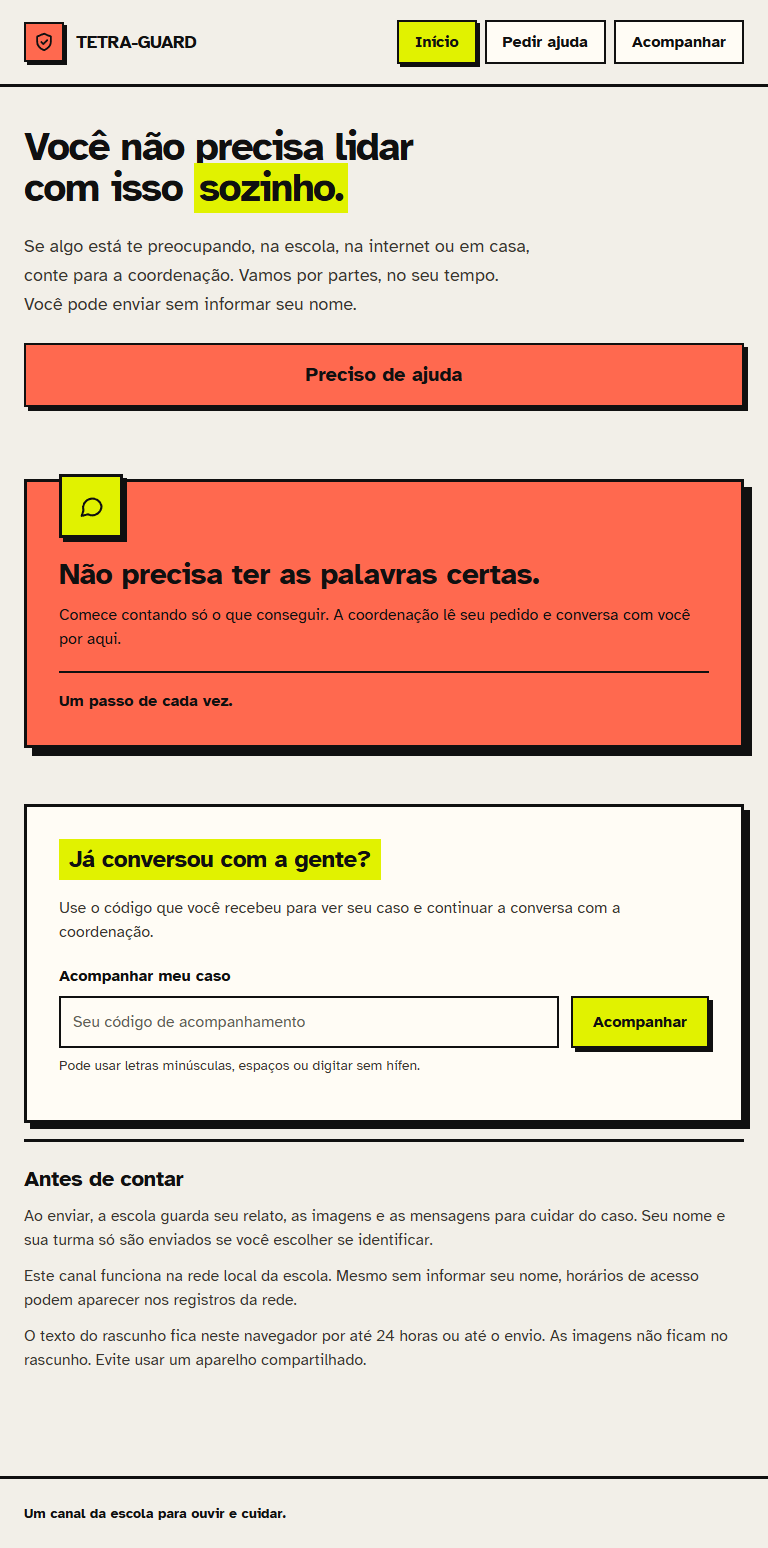 TETRA-GUARD
Início
Pedir ajuda
Acompanhar
Você não precisa lidar
com isso sozinho.
Se algo está te preocupando, na escola, na internet ou em casa,
conte para a coordenação. Vamos por partes, no seu tempo.
Você pode enviar sem informar seu nome.
Preciso de ajuda
Não precisa ter as palavras certas.
Comece contando só o que conseguir. A coordenação lê seu pedido e conversa com você
por aqui.
Um passo de cada vez.
Já conversou com a gente?
Use o código que você recebeu para ver seu caso e continuar a conversa com a
coordenação.
Acompanhar meu caso
Seu código de acompanhamento
Acompanhar
Pode usar letras minúsculas, espaços ou digitar sem hífen.
Antes de contar
Ao enviar, a escola guarda seu relato, as imagens e as mensagens para cuidar do caso. Seu nome e
sua turma só são enviados se você escolher se identificar.
Este canal funciona na rede local da escola. Mesmo sem informar seu nome, horários de acesso
podem aparecer nos registros da rede.
O texto do rascunho fica neste navegador por até 24 horas ou até o envio. As imagens não ficam no
rascunho. Evite usar um aparelho compartilhado.
Um canal da escola para ouvir e cuidar.